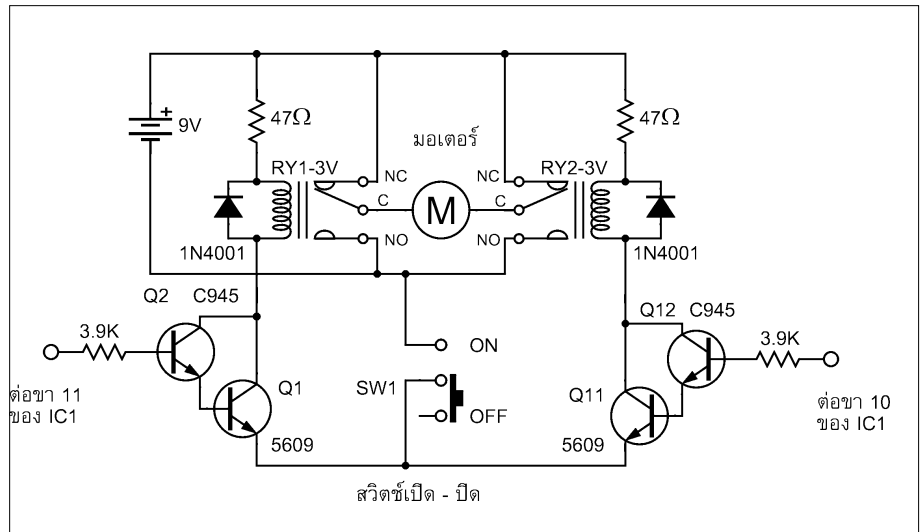 47Ω
47Ω
+
9V
มอเตอร์
RY1-3V
RY2-3V
NC
NC
C
M
C
NO
NO
1N4001
1N4001
Q2 C945
Q12 C945
3.9K
3.9K
ON
SW1
OFF
Q1
Q11
ต่อขา 11
ของ IC1
ต่อขา 10
ของ IC1
5609
5609
สวิตช์เปิด - ปิด